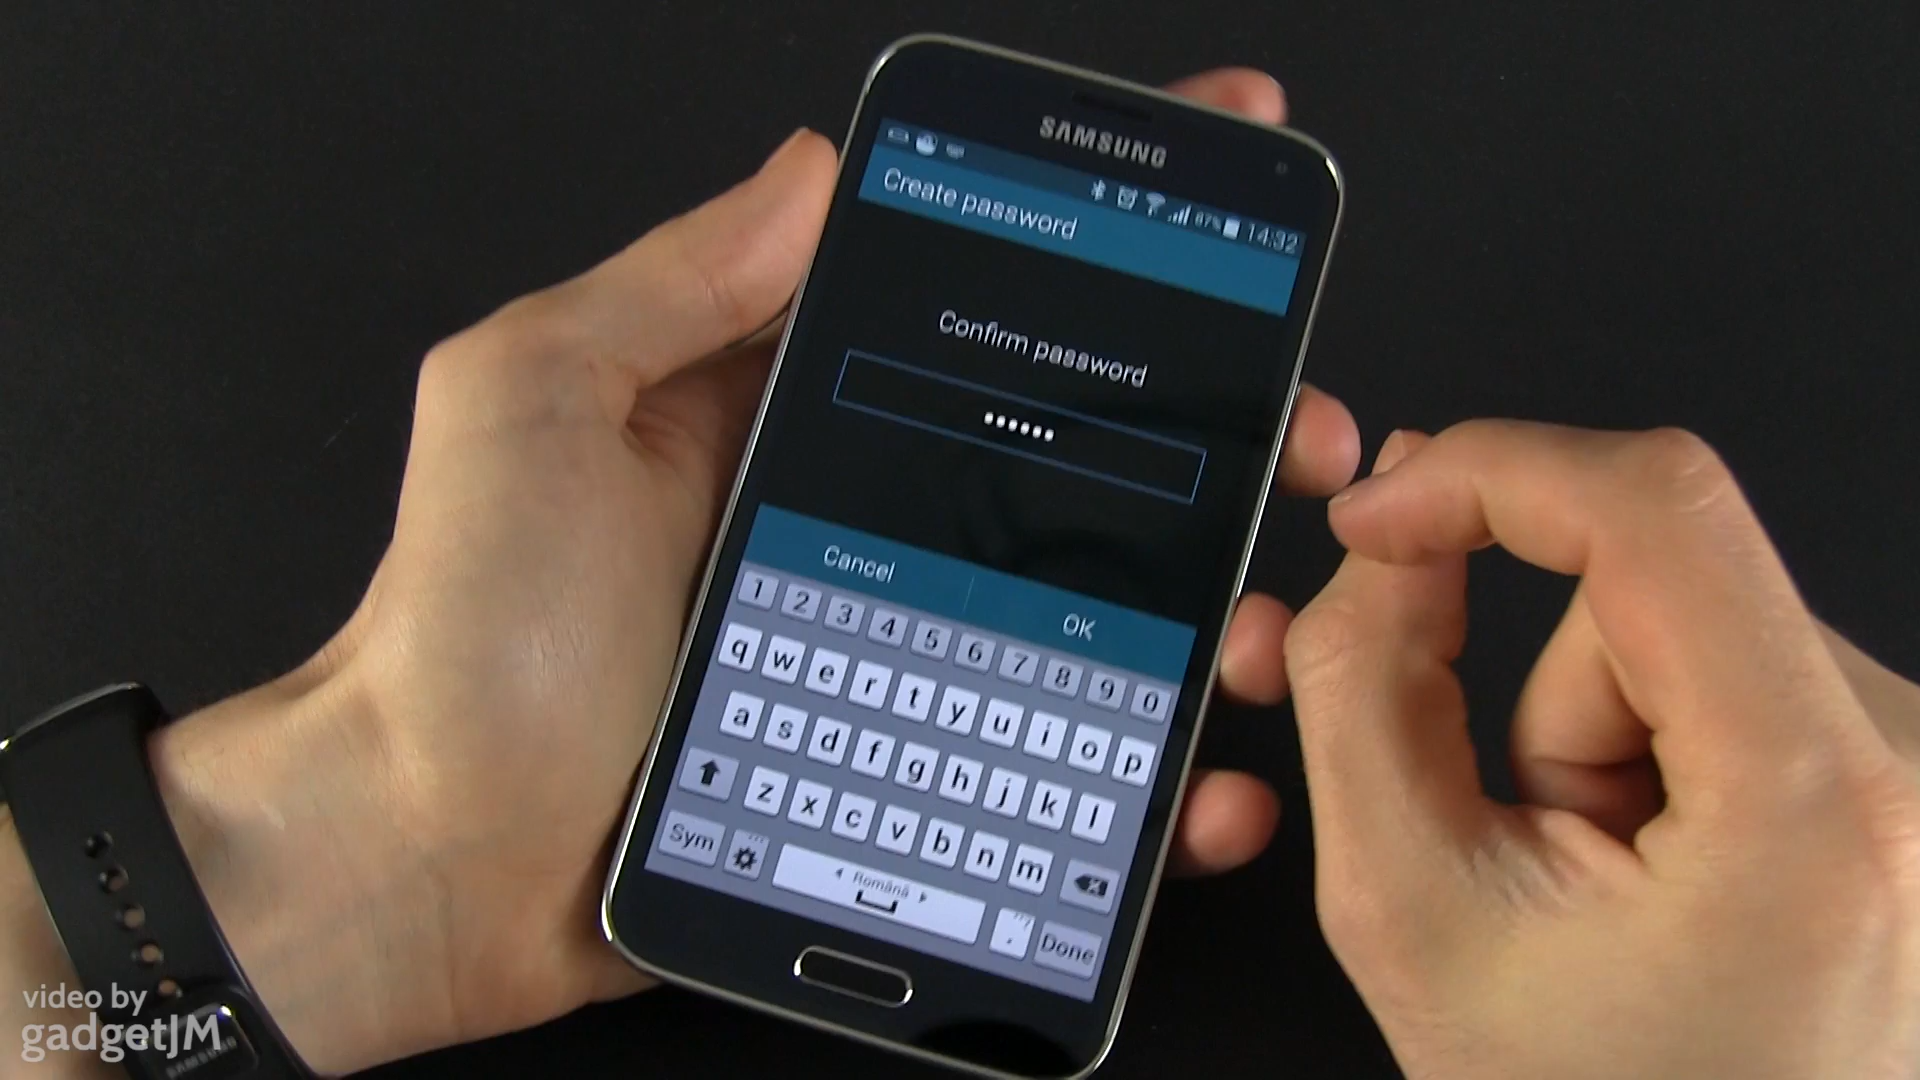 SAMSUNG
67% 14:32
Create password
Confirm password
Cancel OK
1 2 3 4 5 6 7 8 9 0
q w e r t y u i o p
a s d f g h j k l
z x c v b n m
Sym Română . Done
video by
gadgetJM
SAMSUNG